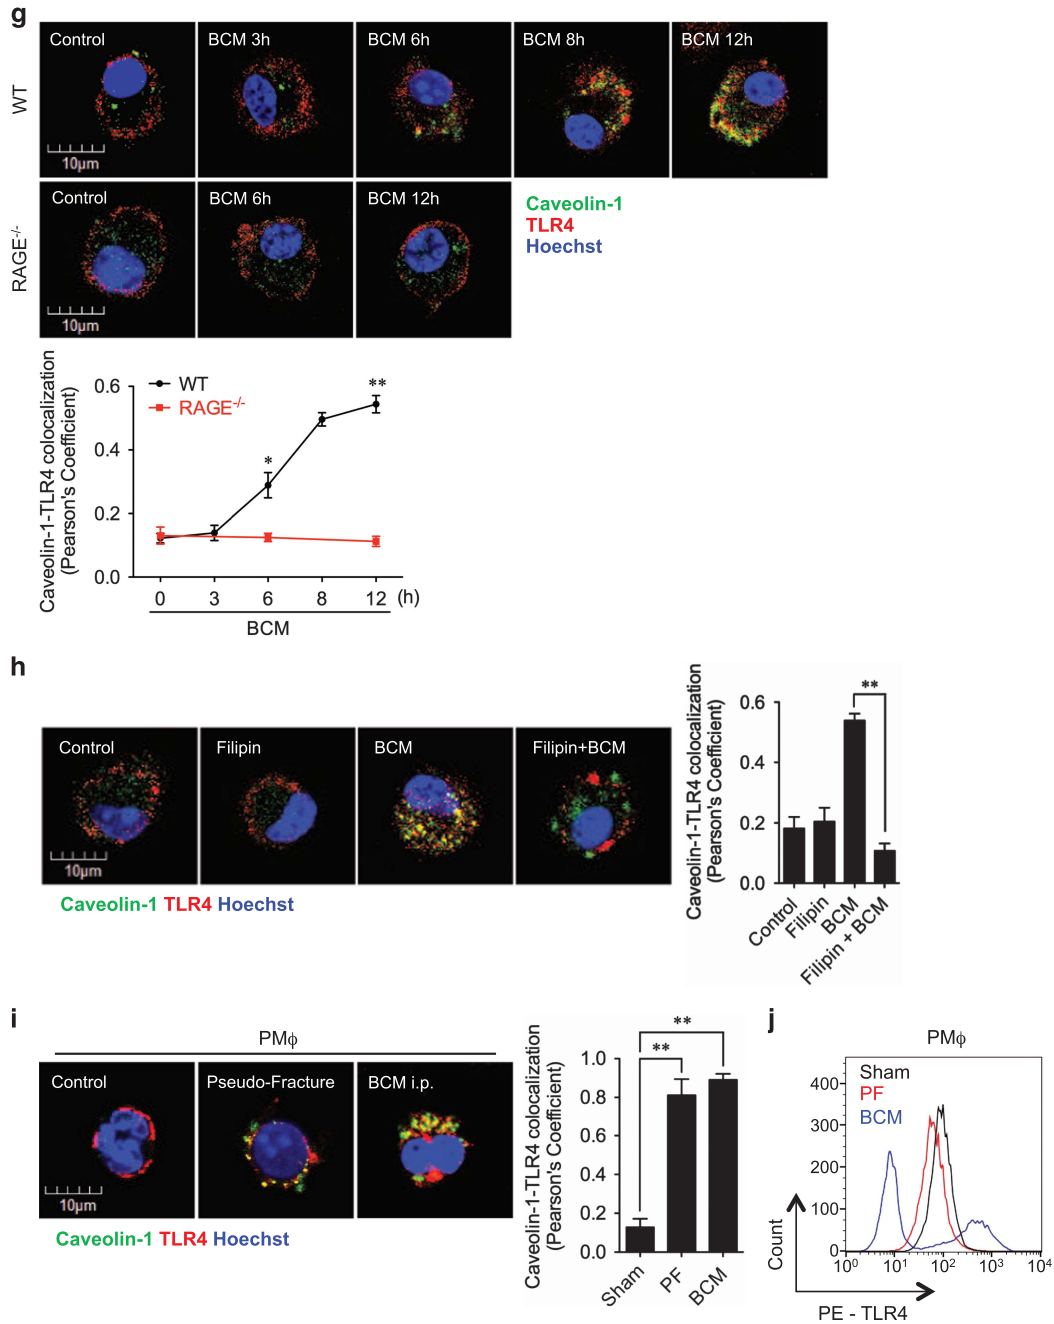 g
Control
BCM 3h
BCM 6h
BCM 8h
BCM 12h
WT
10μm
Control
BCM 6h
BCM 12h
RAGE-/-
10μm
Caveolin-1
TLR4
Hoechst
Caveolin-1-TLR4 colocalization
(Pearson's Coefficient)
WT
RAGE-/-
0.6
0.4
0.2
0.0
*
**
0 3 6 8 12 (h)
BCM
h
Control
Filipin
BCM
Filipin+BCM
10μm
Caveolin-1 TLR4 Hoechst
Caveolin-1-TLR4 colocalization
(Pearson's Coefficient)
0.6
0.4
0.2
0.0
**
Control
Filipin
BCM
Filipin + BCM
i
PMϕ
Control
Pseudo-Fracture
BCM i.p.
10μm
Caveolin-1 TLR4 Hoechst
Caveolin-1-TLR4 colocalization
(Pearson's Coefficient)
1.0
0.8
0.6
0.4
0.2
0.0
**
**
Sham
PF
BCM
j
PMϕ
Sham
PF
BCM
400
300
200
100
0
10⁰ 10¹ 10² 10³ 10⁴
Count
PE - TLR4